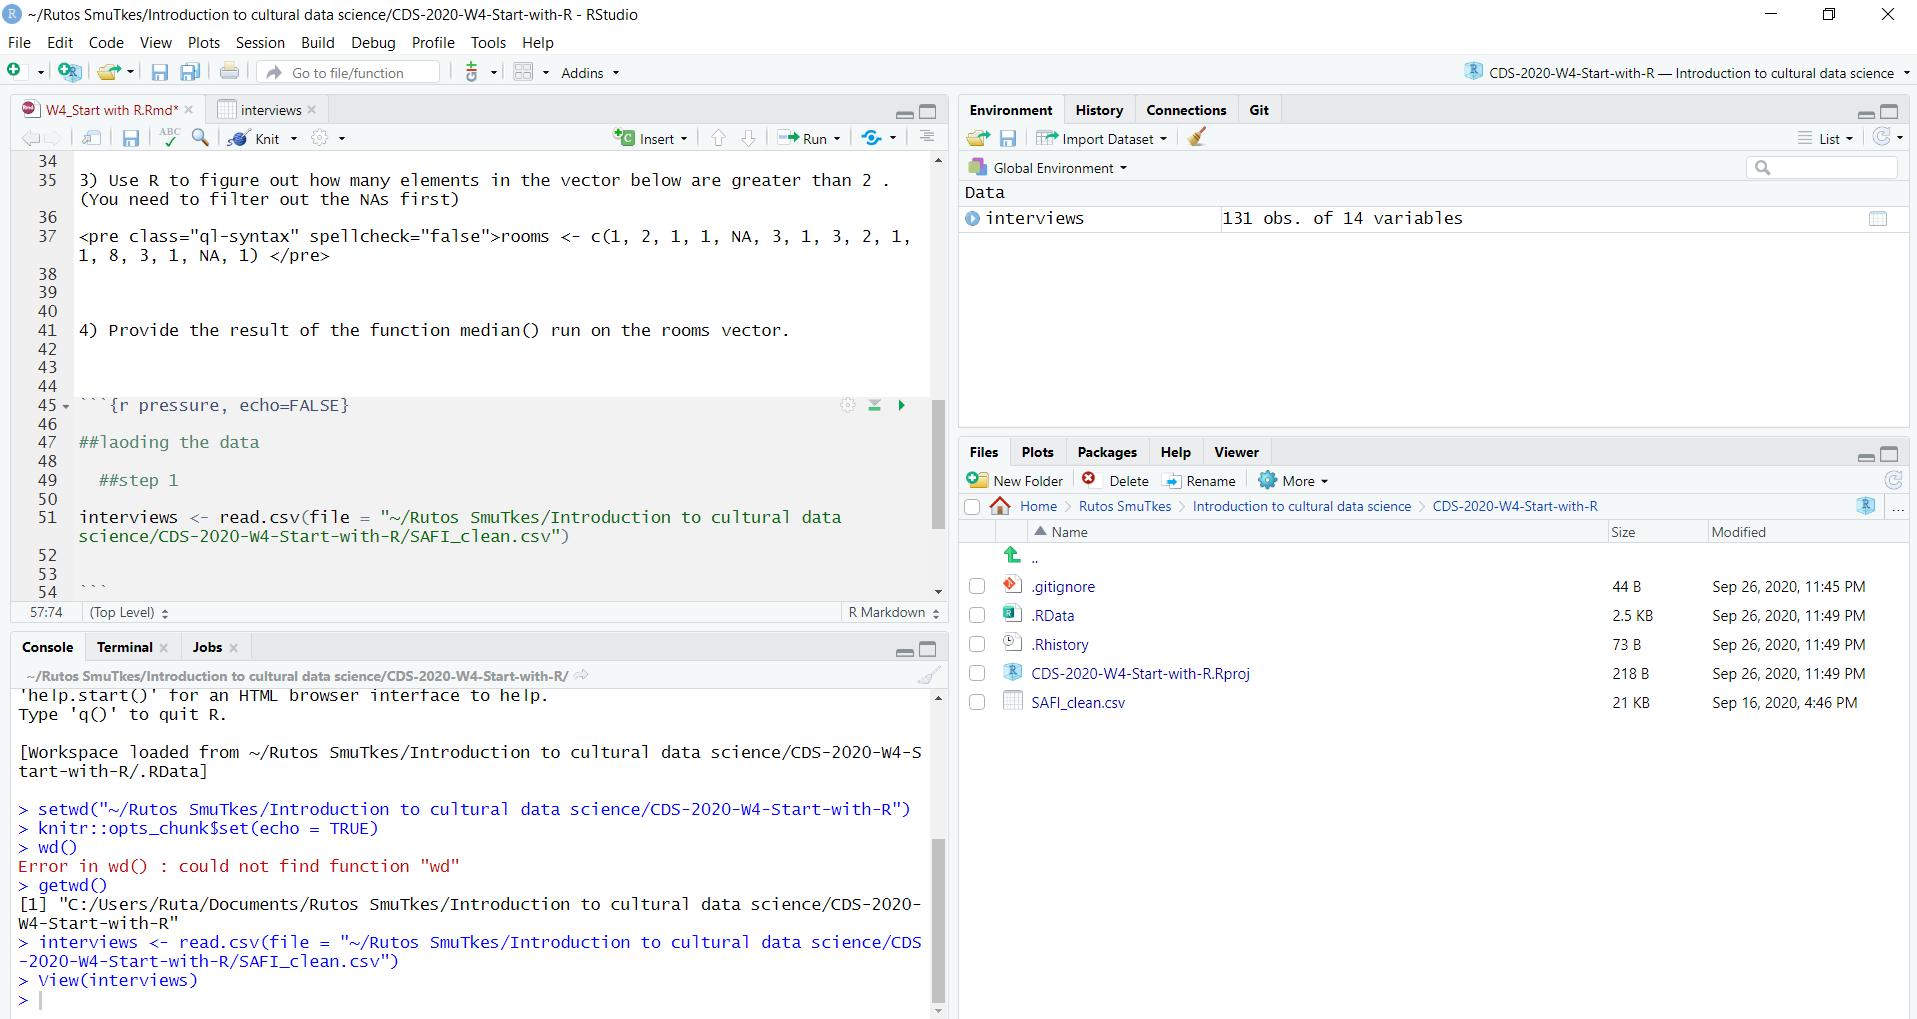 ~/Rutos SmuTkes/Introduction to cultural data science/CDS-2020-W4-Start-with-R - RStudio
File Edit Code View Plots Session Build Debug Profile Tools Help
Go to file/function
Addins
CDS-2020-W4-Start-with-R — Introduction to cultural data science
W4_Start with R.Rmd*
interviews
ABC
Knit
Insert
Run
34
35 3) Use R to figure out how many elements in the vector below are greater than 2 .
(You need to filter out the NAs first)
36
37 <pre class="ql-syntax" spellcheck="false">rooms <- c(1, 2, 1, 1, NA, 3, 1, 3, 2, 1,
1, 8, 3, 1, NA, 1) </pre>
38
39
40
41 4) Provide the result of the function median() run on the rooms vector.
42
43
44
45 ```{r pressure, echo=FALSE}
46
47 ##laoding the data
48
49 ##step 1
50
51 interviews <- read.csv(file = "~/Rutos SmuTkes/Introduction to cultural data
science/CDS-2020-W4-Start-with-R/SAFI_clean.csv")
52
53
54 ```
57:74 (Top Level) R Markdown
Console Terminal Jobs
~/Rutos SmuTkes/Introduction to cultural data science/CDS-2020-W4-Start-with-R/
'help.start()' for an HTML browser interface to help.
Type 'q()' to quit R.
[Workspace loaded from ~/Rutos SmuTkes/Introduction to cultural data science/CDS-2020-W4-S
tart-with-R/.RData]
> setwd("~/Rutos SmuTkes/Introduction to cultural data science/CDS-2020-W4-Start-with-R")
> knitr::opts_chunk$set(echo = TRUE)
> wd()
Error in wd() : could not find function "wd"
> getwd()
[1] "C:/Users/Ruta/Documents/Rutos SmuTkes/Introduction to cultural data science/CDS-2020-
W4-Start-with-R"
> interviews <- read.csv(file = "~/Rutos SmuTkes/Introduction to cultural data science/CDS
-2020-W4-Start-with-R/SAFI_clean.csv")
> View(interviews)
>
Environment History Connections Git
Import Dataset
List
Global Environment
Data
interviews 131 obs. of 14 variables
Files Plots Packages Help Viewer
New Folder Delete Rename More
Home Rutos SmuTkes Introduction to cultural data science CDS-2020-W4-Start-with-R ...
Name Size Modified
..
.gitignore 44 B Sep 26, 2020, 11:45 PM
.RData 2.5 KB Sep 26, 2020, 11:49 PM
.Rhistory 73 B Sep 26, 2020, 11:49 PM
CDS-2020-W4-Start-with-R.Rproj 218 B Sep 26, 2020, 11:49 PM
SAFI_clean.csv 21 KB Sep 16, 2020, 4:46 PM